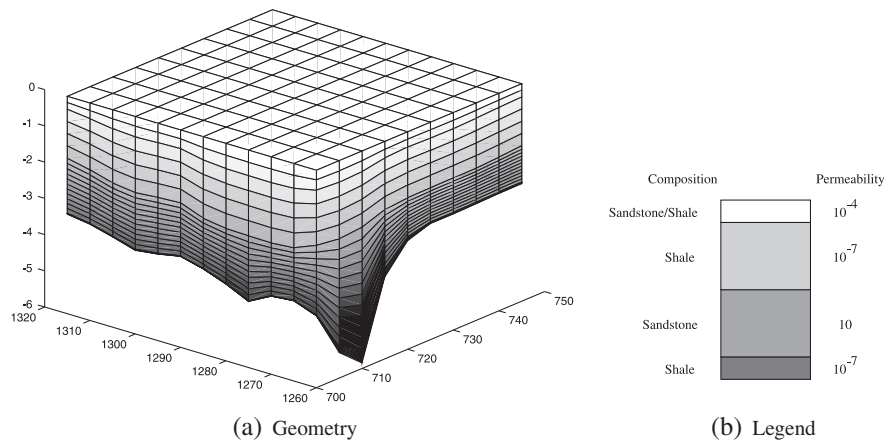 0
-1
-2
-3
-4
-5
-6
1320
1310
1300
1290
1280
1270
1260
700
710
720
730
740
750
(a) Geometry
Composition Permeability
Sandstone/Shale 10⁻⁴
Shale 10⁻⁷
Sandstone 10
Shale 10⁻⁷
(b) Legend